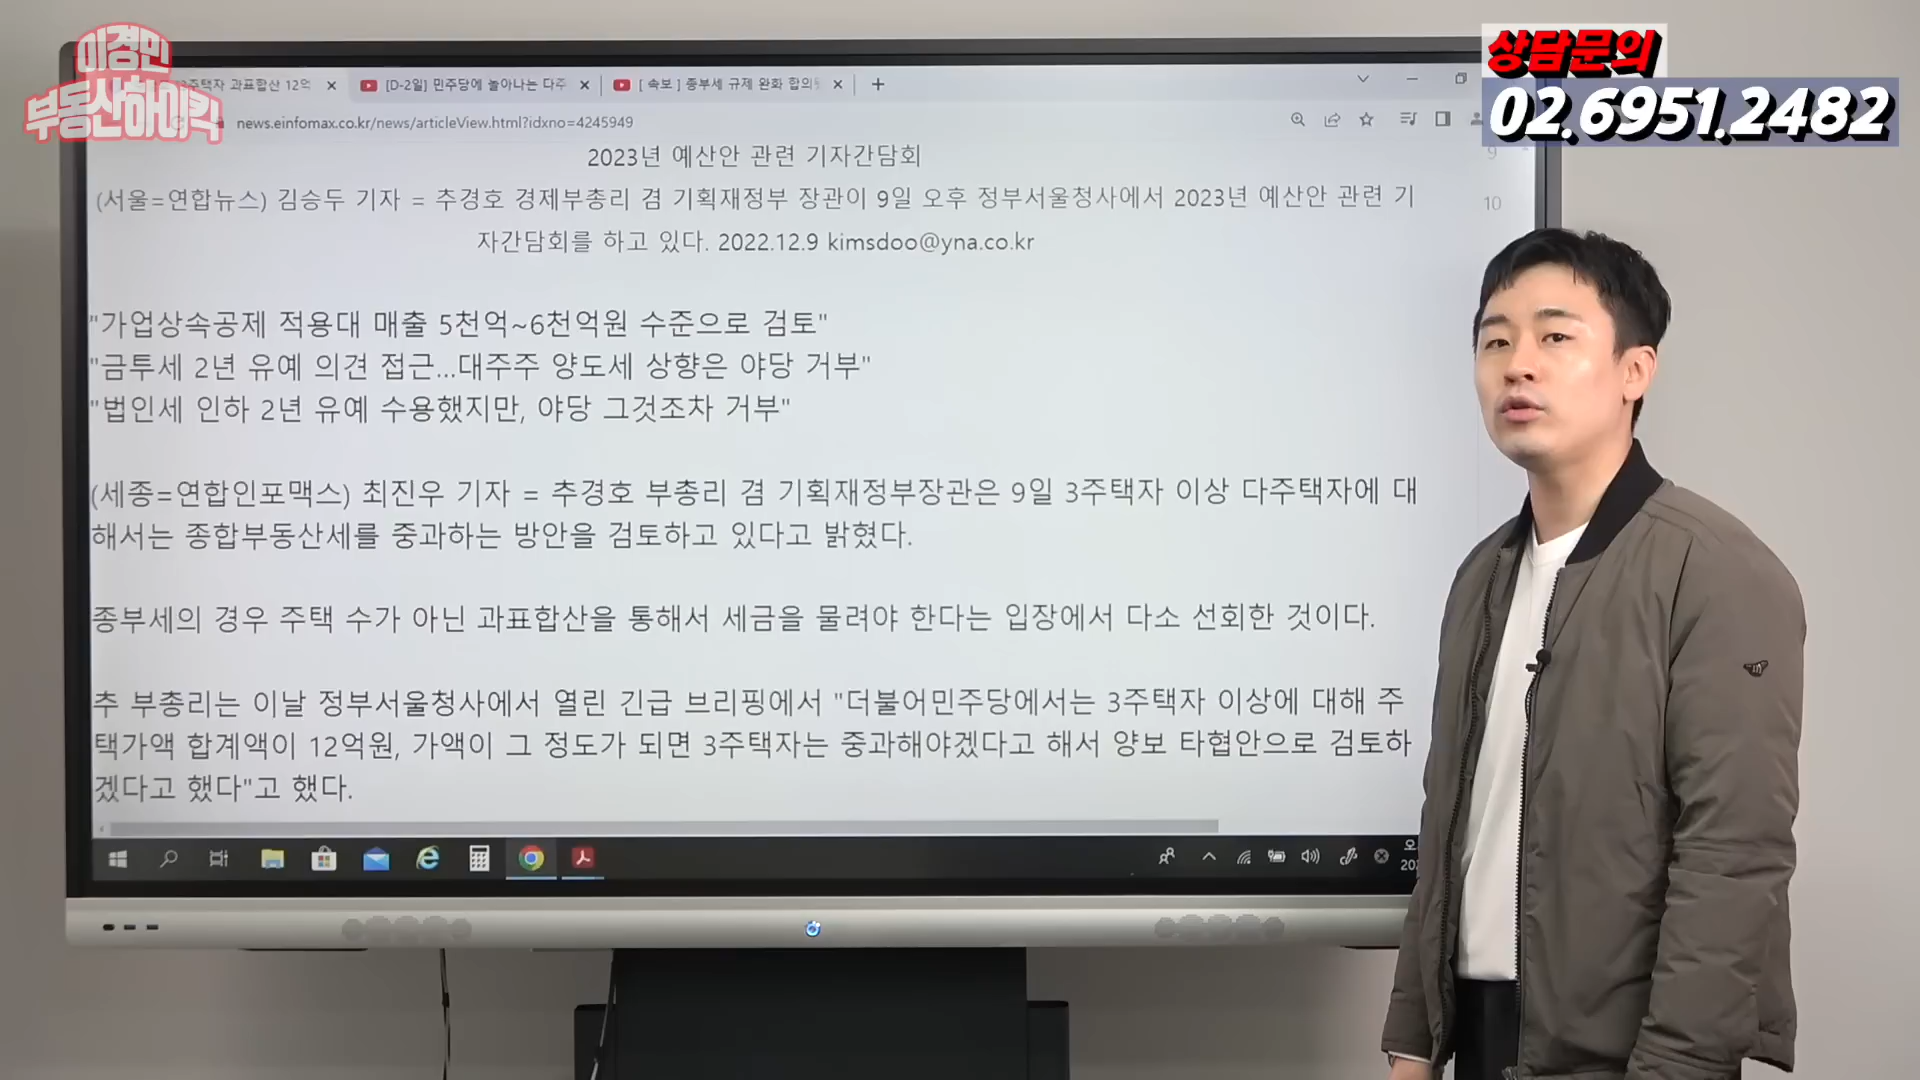 이경민
부동산하이킥
상담문의
02.6951.2482
주택자 과표합산 12억
[D-2일] 민주당에 놀아나는 다주
[ 속보 ] 종부세 규제 완화 합의
news.einfomax.co.kr/news/articleView.html?idxno=4245949
2023년 예산안 관련 기자간담회
(서울=연합뉴스) 김승두 기자 = 추경호 경제부총리 겸 기획재정부 장관이 9일 오후 정부서울청사에서 2023년 예산안 관련 기
자간담회를 하고 있다. 2022.12.9 kimsdoo@yna.co.kr
9
10
"가업상속공제 적용대 매출 5천억~6천억원 수준으로 검토"
"금투세 2년 유예 의견 접근...대주주 양도세 상향은 야당 거부"
"법인세 인하 2년 유예 수용했지만, 야당 그것조차 거부"
(세종=연합인포맥스) 최진우 기자 = 추경호 부총리 겸 기획재정부장관은 9일 3주택자 이상 다주택자에 대
해서는 종합부동산세를 중과하는 방안을 검토하고 있다고 밝혔다.
종부세의 경우 주택 수가 아닌 과표합산을 통해서 세금을 물려야 한다는 입장에서 다소 선회한 것이다.
추 부총리는 이날 정부서울청사에서 열린 긴급 브리핑에서 "더불어민주당에서는 3주택자 이상에 대해 주
택가액 합계액이 12억원, 가액이 그 정도가 되면 3주택자는 중과해야겠다고 해서 양보 타협안으로 검토하
겠다고 했다"고 했다.